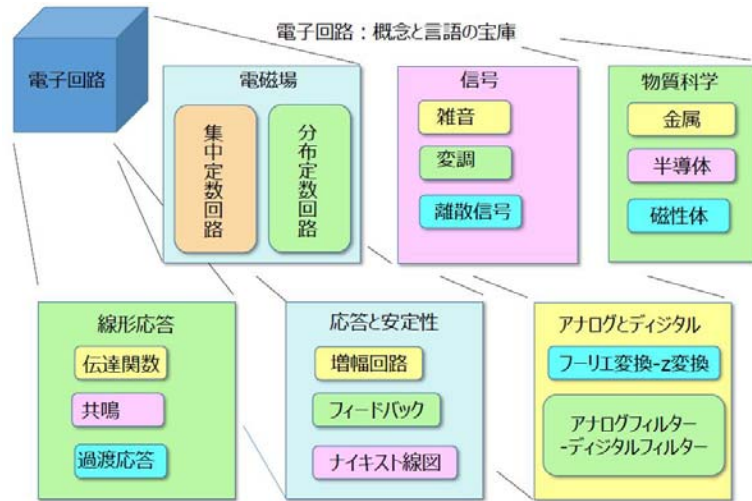 電子回路：概念と言語の宝庫
電子回路
電磁場
集中定数回路
分布定数回路
信号
雑音
変調
離散信号
物質科学
金属
半導体
磁性体
線形応答
伝達関数
共鳴
過渡応答
応答と安定性
増幅回路
フィードバック
ナイキスト線図
アナログとディジタル
フーリエ変換-z変換
アナログフィルター
-ディジタルフィルター